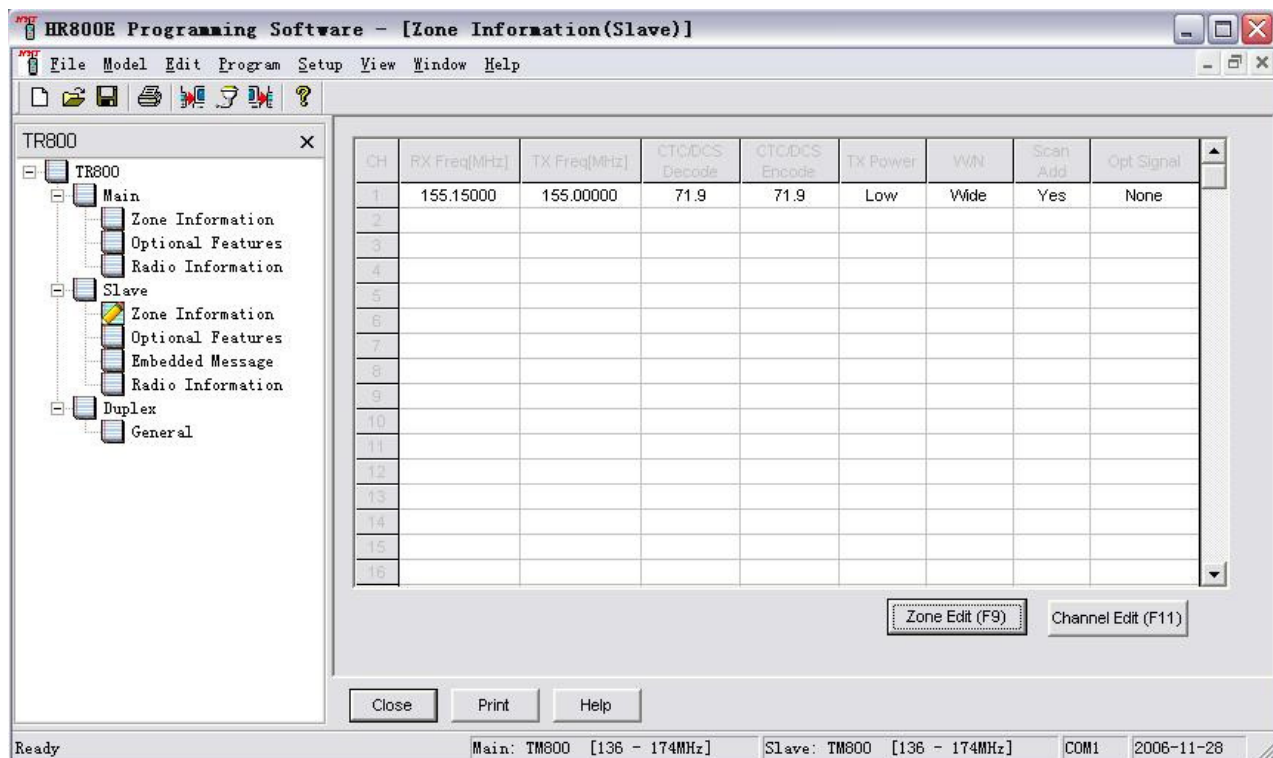 HR800E Programming Software - [Zone Information(Slave)]
File Model Edit Program Setup View Window Help
TR800
TR800
Main
Zone Information
Optional Features
Radio Information
Slave
Zone Information
Optional Features
Embedded Message
Radio Information
Duplex
General
CH RX Freq[MHz] TX Freq[MHz] CTC/DCS Decode CTC/DCS Encode TX Power W/N Scan Add Opt Signal
1 155.15000 155.00000 71.9 71.9 Low Wide Yes None
2
3
4
5
6
7
8
9
10
11
12
13
14
15
16
Zone Edit (F9) Channel Edit (F11)
Close Print Help
Ready Main: TM800 [136 - 174MHz] Slave: TM800 [136 - 174MHz] COM1 2006-11-28